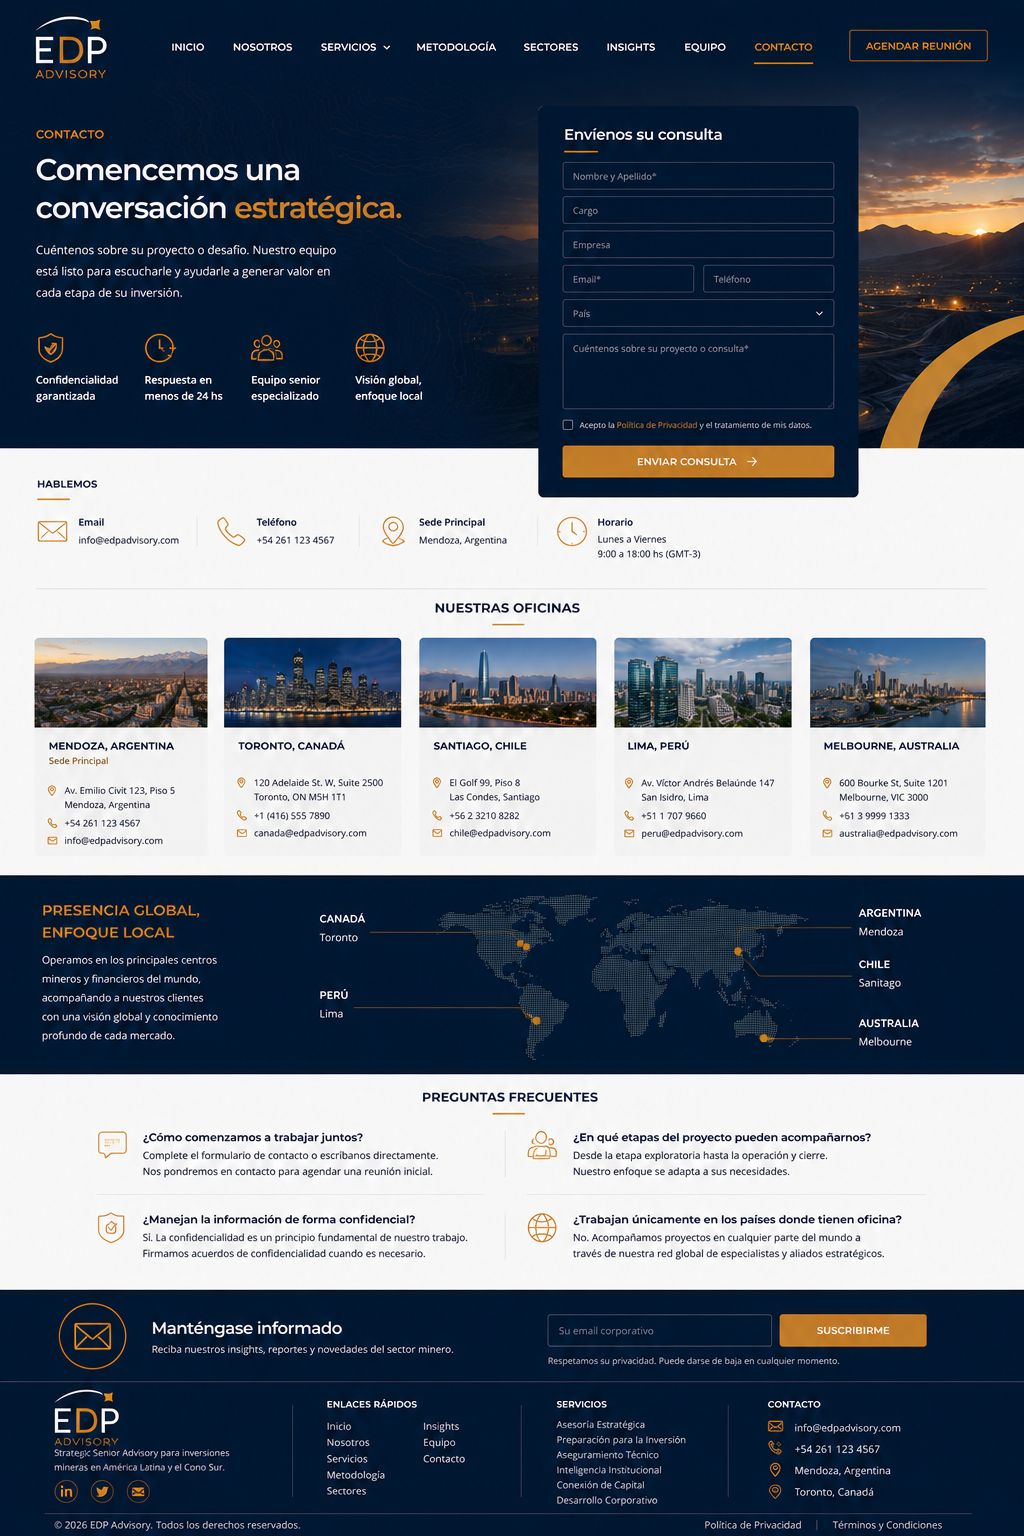 EDP
ADVISORY
INICIO
NOSOTROS
SERVICIOS
METODOLOGÍA
SECTORES
INSIGHTS
EQUIPO
CONTACTO
AGENDAR REUNIÓN
CONTACTO
Comencemos una
conversación estratégica.
Cuéntenos sobre su proyecto o desafío. Nuestro equipo
está listo para escucharle y ayudarle a generar valor en
cada etapa de su inversión.
Confidencialidad
garantizada
Respuesta en
menos de 24 hs
Equipo senior
especializado
Visión global,
enfoque local
Envíenos su consulta
Nombre y Apellido*
Cargo
Empresa
Email*
Teléfono
País
Cuéntenos sobre su proyecto o consulta*
Acepto la Política de Privacidad y el tratamiento de mis datos.
ENVIAR CONSULTA
HABLEMOS
Email
info@edpadvisory.com
Teléfono
+54 261 123 4567
Sede Principal
Mendoza, Argentina
Horario
Lunes a Viernes
9:00 a 18:00 hs (GMT-3)
NUESTRAS OFICINAS
MENDOZA, ARGENTINA
Sede Principal
Av. Emilio Civit 123, Piso 5
Mendoza, Argentina
+54 261 123 4567
info@edpadvisory.com
TORONTO, CANADÁ
120 Adelaide St. W, Suite 2500
Toronto, ON M5H 1T1
+1 (416) 555 7890
canada@edpadvisory.com
SANTIAGO, CHILE
El Golf 99, Piso 8
Las Condes, Santiago
+56 2 3210 8282
chile@edpadvisory.com
LIMA, PERÚ
Av. Víctor Andrés Belaúnde 147
San Isidro, Lima
+51 1 707 9660
peru@edpadvisory.com
MELBOURNE, AUSTRALIA
600 Bourke St, Suite 1201
Melbourne, VIC 3000
+61 3 9999 1333
australia@edpadvisory.com
PRESENCIA GLOBAL,
ENFOQUE LOCAL
Operamos en los principales centros
mineros y financieros del mundo,
acompañando a nuestros clientes
con una visión global y conocimiento
profundo de cada mercado.
CANADÁ
Toronto
PERÚ
Lima
ARGENTINA
Mendoza
CHILE
Sanitago
AUSTRALIA
Melbourne
PREGUNTAS FRECUENTES
¿Cómo comenzamos a trabajar juntos?
Complete el formulario de contacto o escríbanos directamente.
Nos pondremos en contacto para agendar una reunión inicial.
¿En qué etapas del proyecto pueden acompañarnos?
Desde la etapa exploratoria hasta la operación y cierre.
Nuestro enfoque se adapta a sus necesidades.
¿Manejan la información de forma confidencial?
Sí. La confidencialidad es un principio fundamental de nuestro trabajo.
Firmamos acuerdos de confidencialidad cuando es necesario.
¿Trabajan únicamente en los países donde tienen oficina?
No. Acompañamos proyectos en cualquier parte del mundo a
través de nuestra red global de especialistas y aliados estratégicos.
Manténgase informado
Reciba nuestros insights, reportes y novedades del sector minero.
Su email corporativo
SUSCRIBIRME
Respetamos su privacidad. Puede darse de baja en cualquier momento.
EDP
ADVISORY
Strategic Senior Advisory para inversiones
mineras en América Latina y el Cono Sur.
ENLACES RÁPIDOS
Inicio
Nosotros
Servicios
Metodología
Sectores
Insights
Equipo
Contacto
SERVICIOS
Asesoría Estratégica
Preparación para la Inversión
Aseguramiento Técnico
Inteligencia Institucional
Conexión de Capital
Desarrollo Corporativo
CONTACTO
info@edpadvisory.com
+54 261 123 4567
Mendoza, Argentina
Toronto, Canadá
© 2026 EDP Advisory. Todos los derechos reservados.
Política de Privacidad
Términos y Condiciones